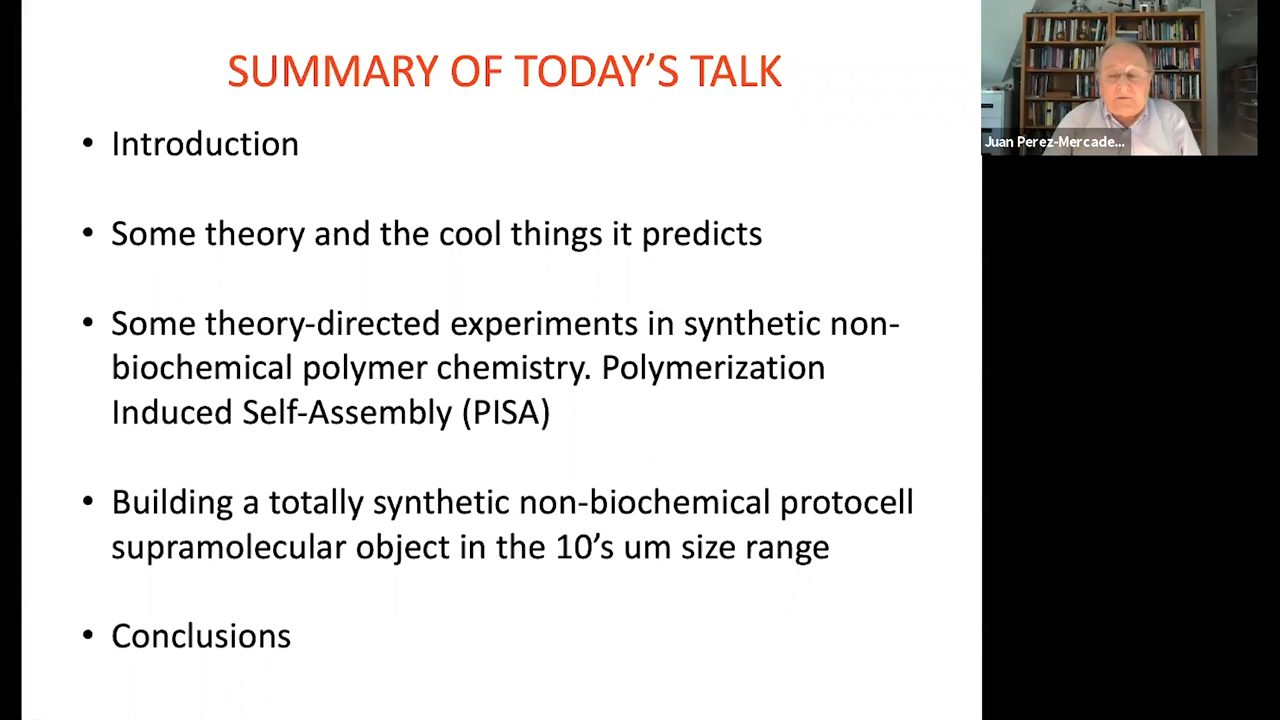 SUMMARY OF TODAY’S TALK
• Introduction
• Some theory and the cool things it predicts
• Some theory-directed experiments in synthetic non-
biochemical polymer chemistry. Polymerization
Induced Self-Assembly (PISA)
• Building a totally synthetic non-biochemical protocell
supramolecular object in the 10’s um size range
• Conclusions
Juan Perez-Mercade...